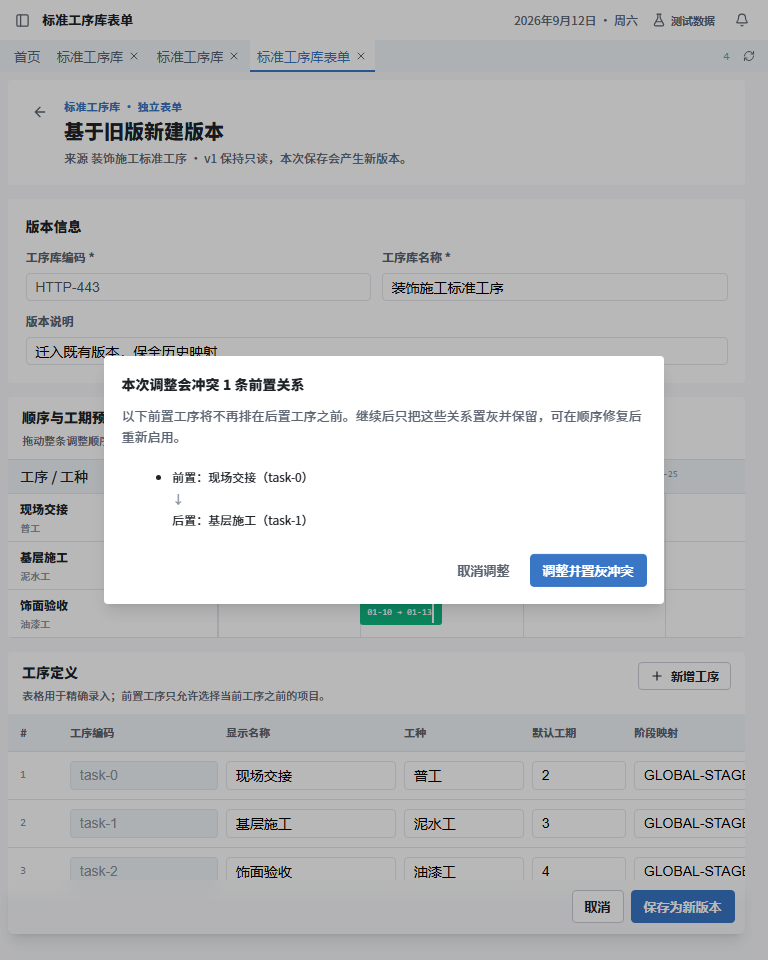 标准工序库表单
2026年9月12日 • 周六 测试数据
首页 标准工序库 × 标准工序库 × 标准工序库表单 × 4
标准工序库 • 独立表单
基于旧版新建版本
来源 装饰施工标准工序 • v1 保持只读，本次保存会产生新版本。
版本信息
工序库编码 * 工序库名称 *
HTTP-443 装饰施工标准工序
版本说明
迁入既有版本，保全历史映射
本次调整会冲突 1 条前置关系
以下前置工序将不再排在后置工序之前。继续后只把这些关系置灰并保留，可在顺序修复后
重新启用。
• 前置：现场交接（task-0）
↓
后置：基层施工（task-1）
取消调整 调整并置灰冲突
顺序与工期预
拖动整条调整顺序
工序 / 工种 -25
现场交接
普工
基层施工
泥水工
饰面验收
油漆工
01-10 → 01-13
工序定义
表格用于精确录入；前置工序只允许选择当前工序之前的项目。
+ 新增工序
# 工序编码 显示名称 工种 默认工期 阶段映射
1 task-0 现场交接 普工 2 GLOBAL-STAGE
2 task-1 基层施工 泥水工 3 GLOBAL-STAGE
3 task-2 饰面验收 油漆工 4 GLOBAL-STAGE
取消 保存为新版本